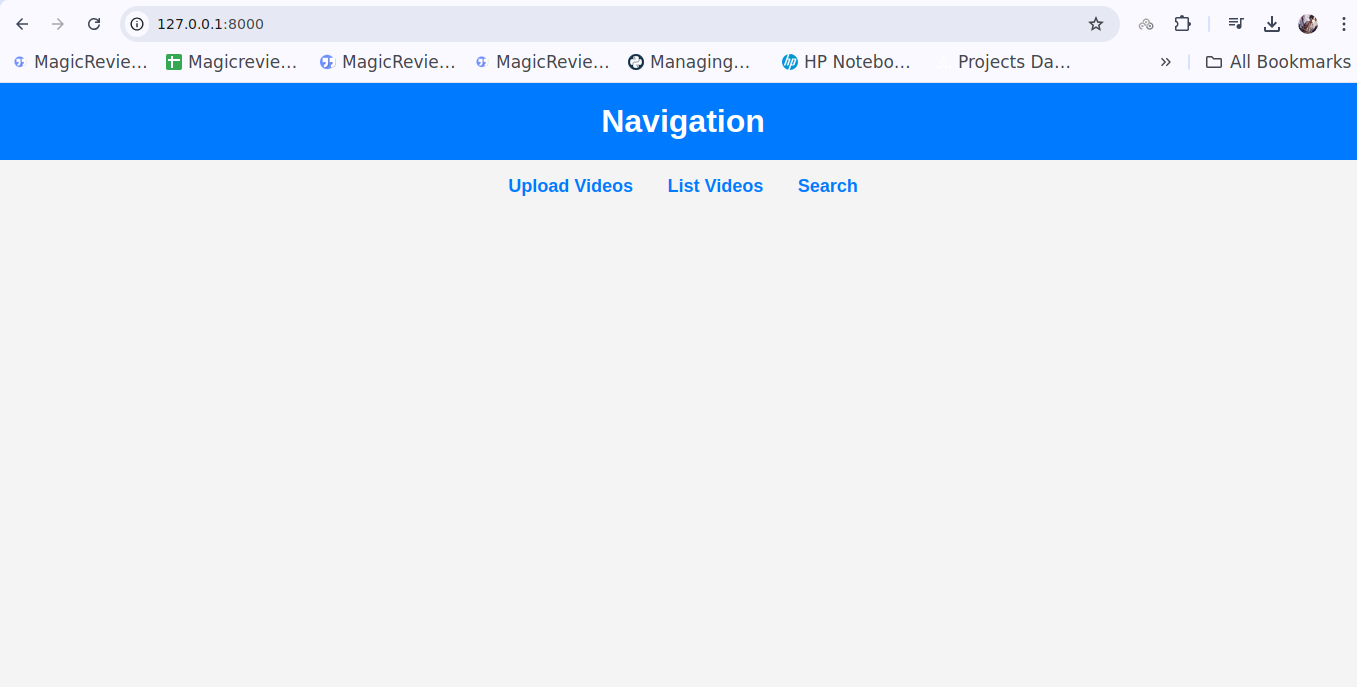 127.0.0.1:8000
MagicRevie... Magicrevie... MagicRevie... MagicRevie... Managing... HP Notebo... Projects Da... » All Bookmarks
Navigation
Upload Videos List Videos Search